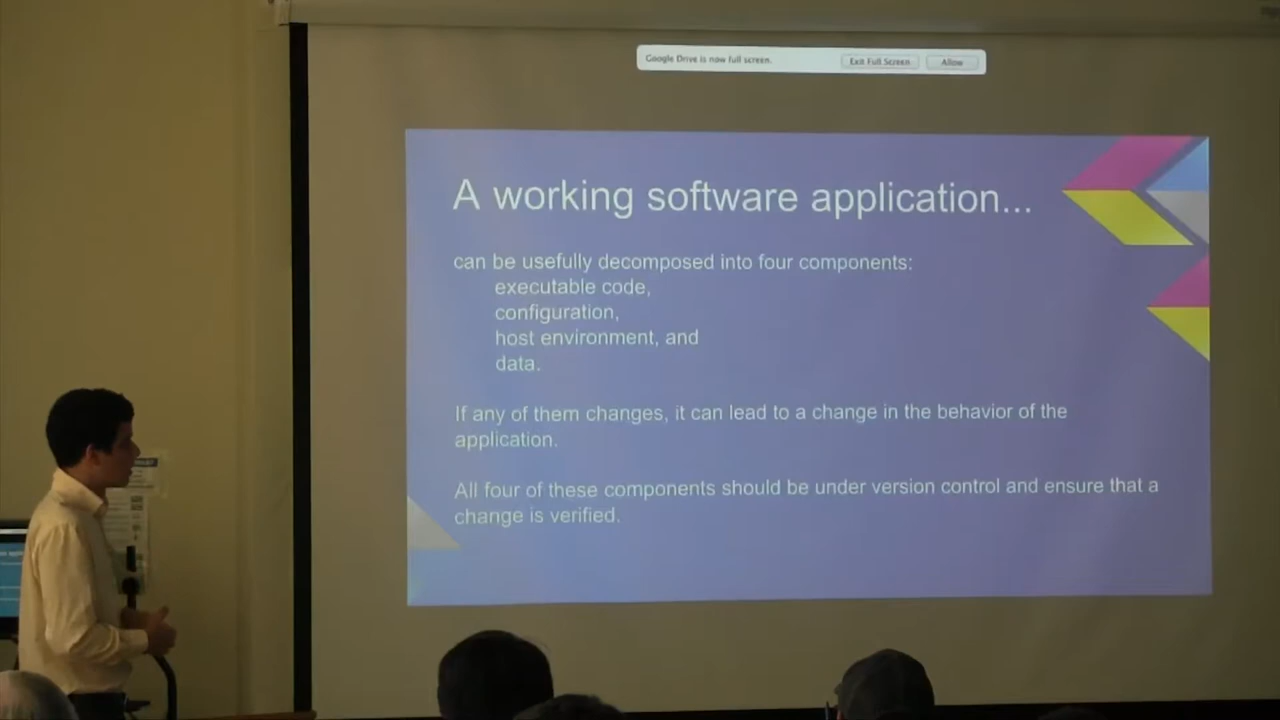 Google Drive is now full screen.
Exit Full Screen
Allow
A working software application...
can be usefully decomposed into four components:
executable code,
configuration,
host environment, and
data.
If any of them changes, it can lead to a change in the behavior of the
application.
All four of these components should be under version control and ensure that a
change is verified.